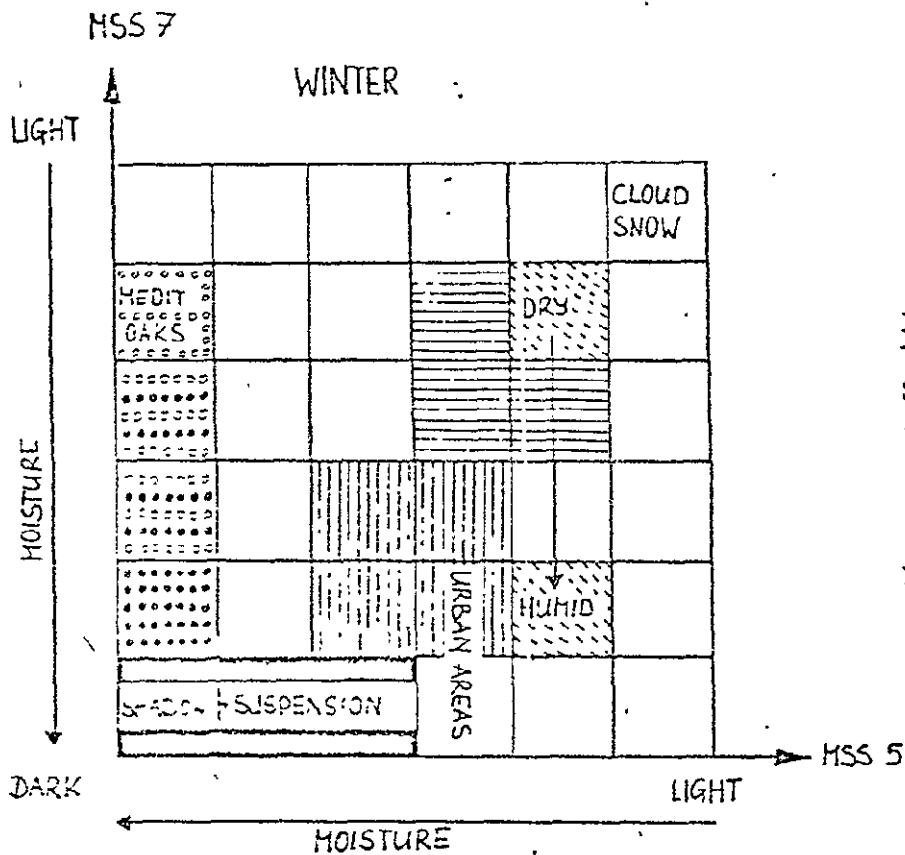 MSS 7
WINTER
LIGHT
CLOUD
SNOW
MEDIT
OAKS
DRY
MOISTURE
HUMID
URBAN AREAS
SHADOW
SUSPENSION
MSS 5
DARK
LIGHT
MOISTURE